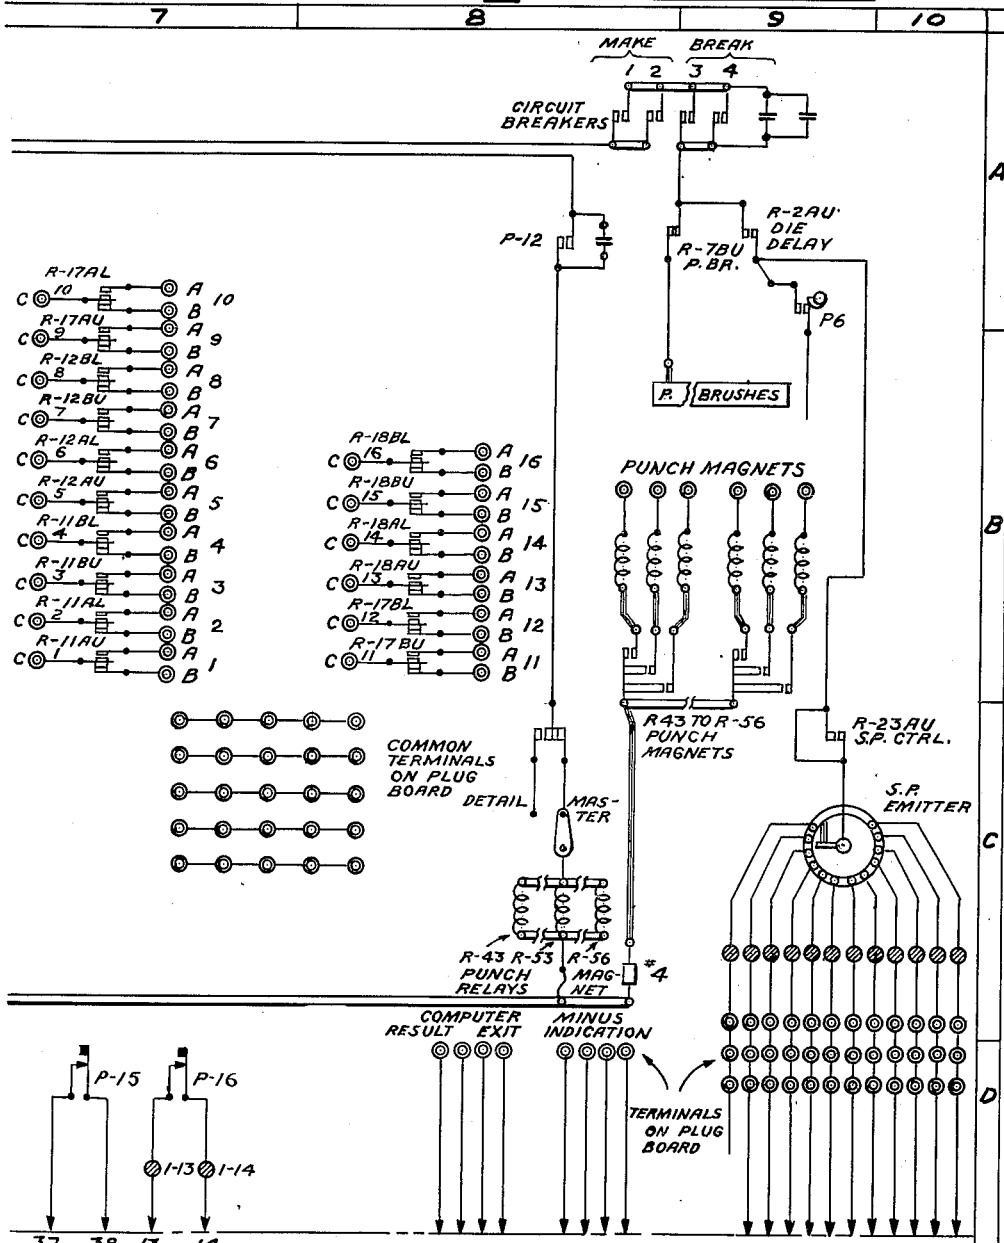 7 8 9 10
MAKE BREAK
1 2 3 4
CIRCUIT
BREAKERS
A
P-12
R-2AU
DIE
DELAY
R-7BU
P. BR.
P6
P. BRUSHES
R-17AL
C 10 A
B 10
R-17AU
C 9 A
B 9
R-12BL
C 8 A
B 8
R-12BU
C 7 A
B 7
R-12AL
C 6 A
B 6
R-12AU
C 5 A
B 5
R-11BL
C 4 A
B 4
R-11BU
C 3 A
B 3
R-11AL
C 2 A
B 2
R-11AU
C 1 A
B 1
R-18BL
C 16 A
B 16
R-18BU
C 15 A
B 15
R-18AL
C 14 A
B 14
R-18AU
C 13 A
B 13
R-17BL
C 12 A
B 12
R-17BU
C 11 A
B 11
PUNCH MAGNETS
B
R43 TO R-56
PUNCH
MAGNETS
R-23AU
S.P. CTRL.
COMMON
TERMINALS
ON PLUG
BOARD
DETAIL
MAS-
TER
S.P.
EMITTER
C
R-43 R-53 R-56
PUNCH
RELAYS
MAG-
NET
#4
COMPUTER
RESULT EXIT
MINUS
INDICATION
P-15
P-16
TERMINALS
ON PLUG
BOARD
D
1-13 1-14
37 38 13 14